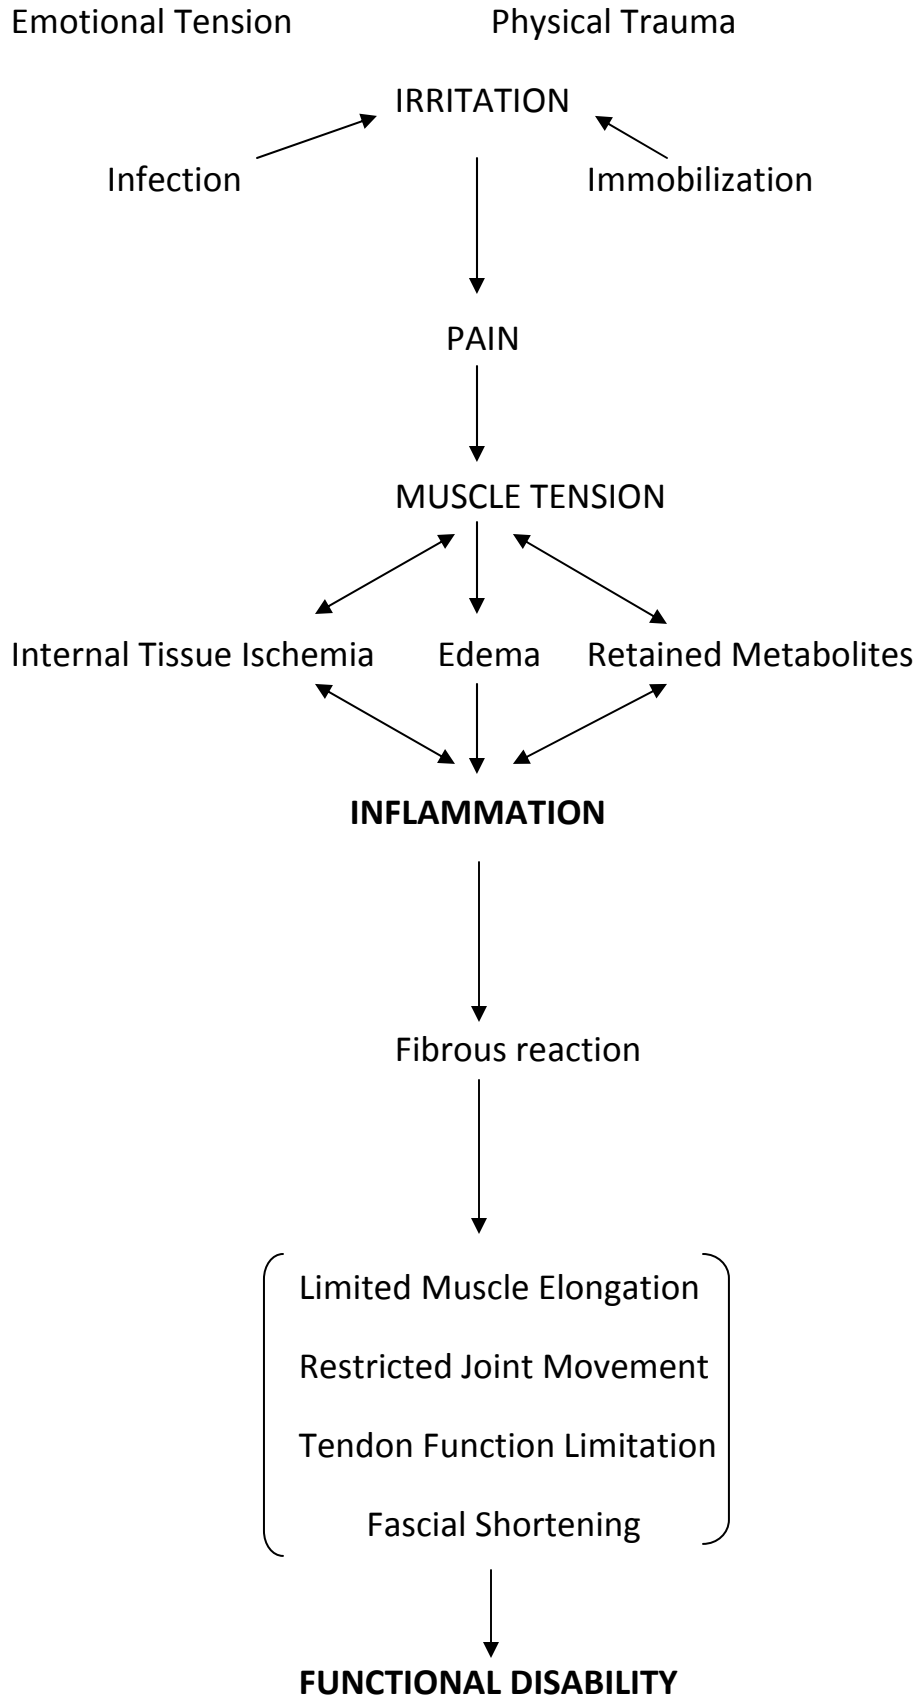 Emotional Tension Physical Trauma
IRRITATION
Infection Immobilization
PAIN
MUSCLE TENSION
Internal Tissue Ischemia Edema Retained Metabolites
INFLAMMATION
Fibrous reaction
Limited Muscle Elongation
Restricted Joint Movement
Tendon Function Limitation
Fascial Shortening
FUNCTIONAL DISABILITY